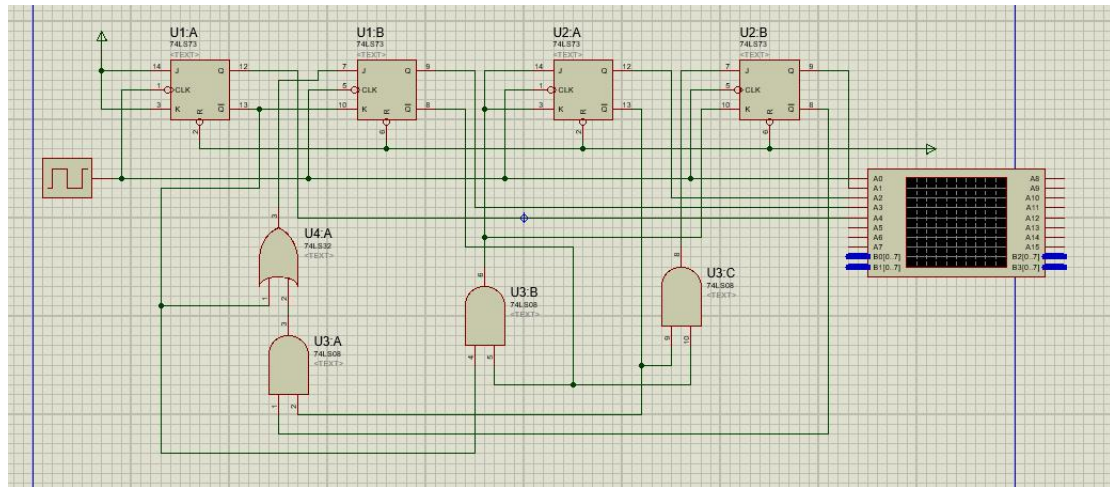 U1:A
74LS73
<TEXT>
14 J Q 12
1 CLK
3 K Q 13
R
2
U1:B
74LS73
<TEXT>
7 J Q 9
5 CLK
10 K Q 8
R
6
U2:A
74LS73
<TEXT>
14 J Q 12
1 CLK
3 K Q 13
R
2
U2:B
74LS73
<TEXT>
7 J Q 9
5 CLK
10 K Q 8
R
6
A0 A8
A1 A9
A2 A10
A3 A11
A4 A12
A5 A13
A6 A14
A7 A15
B0[0..7] B2[0..7]
B1[0..7] B3[0..7]
3
U4:A
74LS32
<TEXT>
1 2
3
U3:A
74LS08
<TEXT>
1 2
6
U3:B
74LS08
<TEXT>
4 5
8
U3:C
74LS08
<TEXT>
9 10